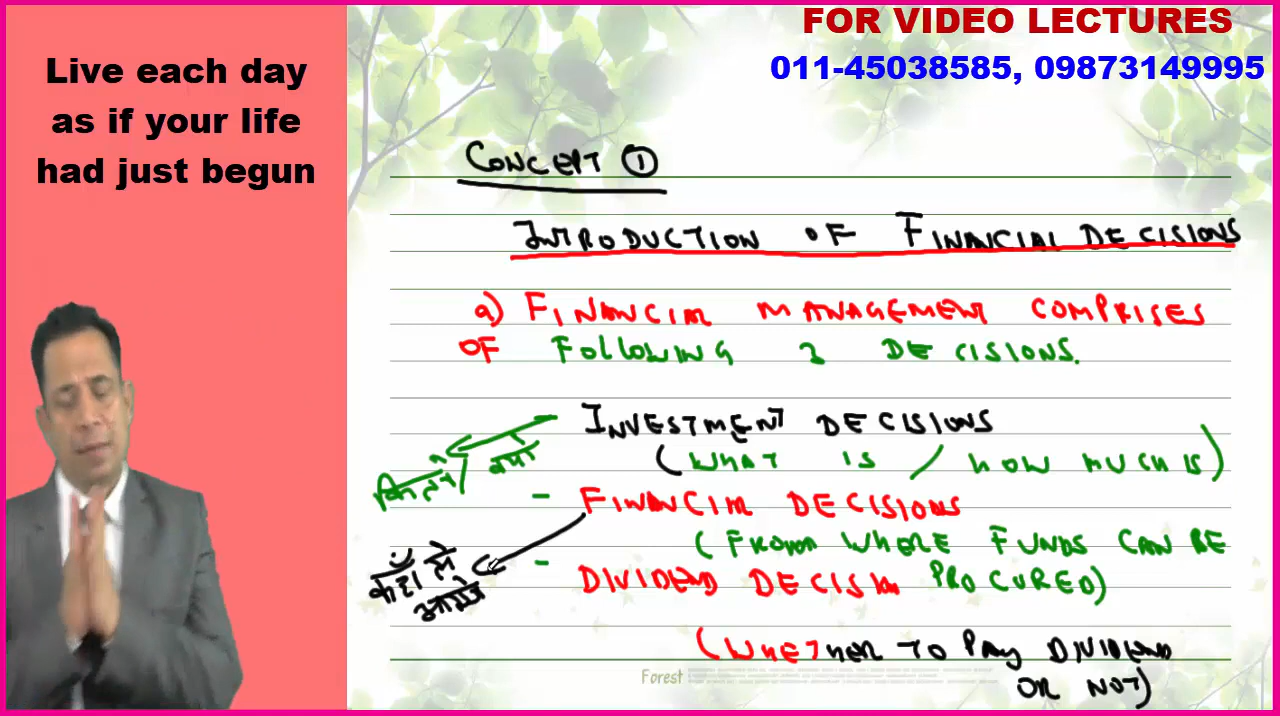 Live each day
as if your life
had just begun
FOR VIDEO LECTURES
011-45038585, 09873149995
CONCEPT ①
INTRODUCTION OF FINANCIAL DECISIONS
a) FINANCIAL MANAGEMENT COMPRISES
OF FOLLOWING 3 DECISIONS.
INVESTMENT DECISIONS
(WHAT IS / HOW MUCH IS)
कितना / क्या
- FINANCIAL DECISIONS
(FROM WHERE FUNDS CAN BE
PROCURED)
कहां से
- DIVIDEND DECISION
(WHETHER TO PAY DIVIDEND
OR NOT)
Forest